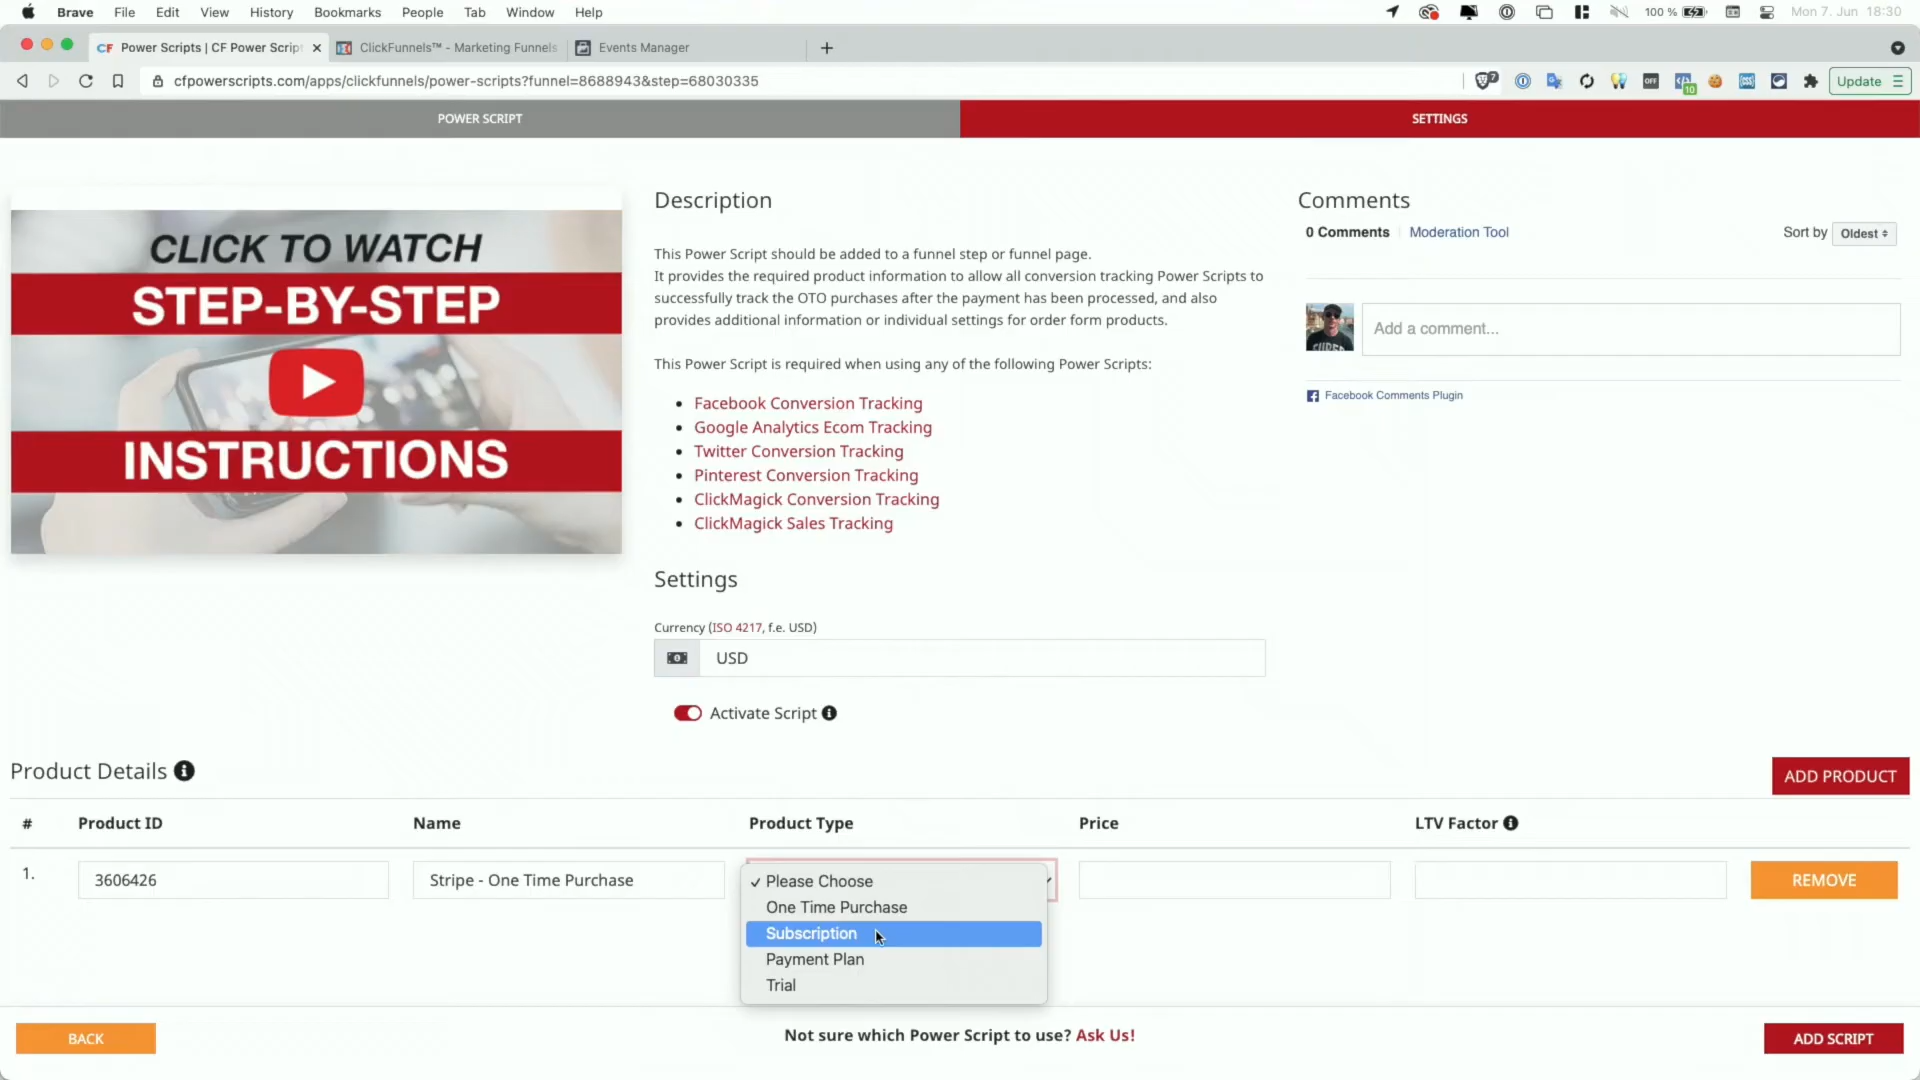 Brave File Edit View History Bookmarks People Tab Window Help 100 % Mon 7. Jun 18:30
CF Power Scripts | CF Power Script ClickFunnels™ - Marketing Funnels Events Manager
cfpowerscripts.com/apps/clickfunnels/power-scripts?funnel=8688943&step=68030335 Update
POWER SCRIPT SETTINGS
CLICK TO WATCH
STEP-BY-STEP
INSTRUCTIONS
Description
This Power Script should be added to a funnel step or funnel page.
It provides the required product information to allow all conversion tracking Power Scripts to
successfully track the OTO purchases after the payment has been processed, and also
provides additional information or individual settings for order form products.
This Power Script is required when using any of the following Power Scripts:
Facebook Conversion Tracking
Google Analytics Ecom Tracking
Twitter Conversion Tracking
Pinterest Conversion Tracking
ClickMagick Conversion Tracking
ClickMagick Sales Tracking
Comments
0 Comments Moderation Tool Sort by Oldest
Add a comment...
Facebook Comments Plugin
Settings
Currency (ISO 4217, f.e. USD)
USD
Activate Script
Product Details ADD PRODUCT
# Product ID Name Product Type Price LTV Factor
1. 3606426 Stripe - One Time Purchase ✓ Please Choose REMOVE
One Time Purchase
Subscription
Payment Plan
Trial
BACK Not sure which Power Script to use? Ask Us! ADD SCRIPT